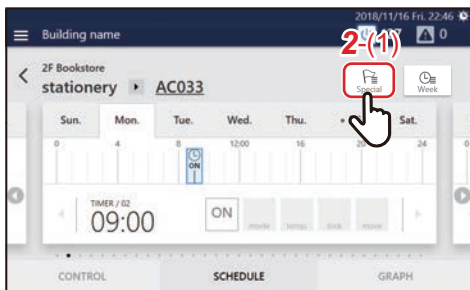 2018/11/16 Fri. 22:46
Building name
2-(1)
7
0
2F Bookstore
stationery
AC033
Special
Week
Sun.
Mon.
Tue.
Wed.
Thu.
Sat.
0
4
8
12:00
16
20
24
0
ON
TIMER / 02
09:00
ON
mode
temp.
lock
move
CONTROL
SCHEDULE
GRAPH